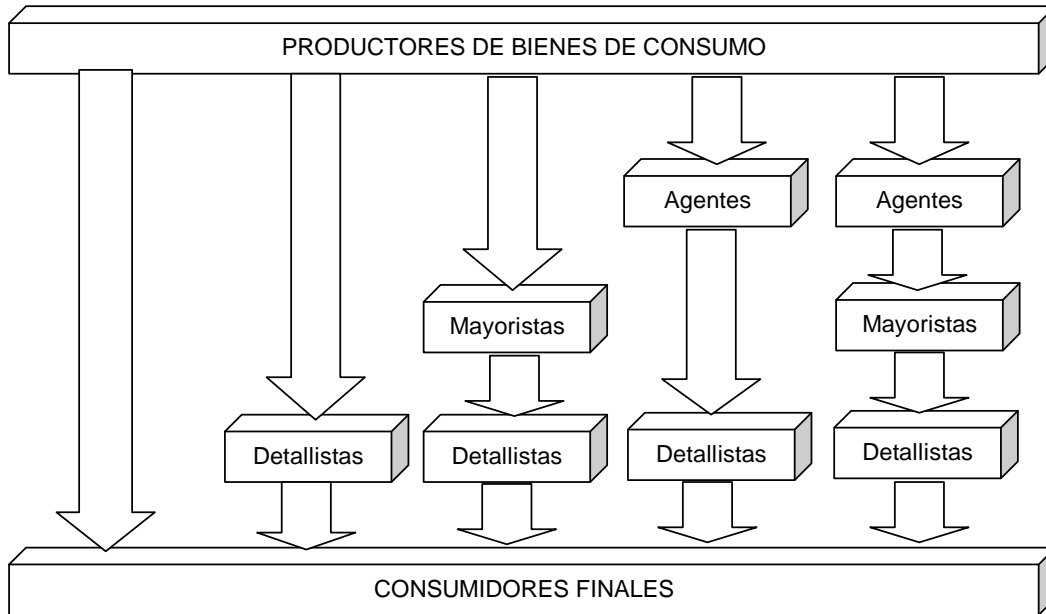 PRODUCTORES DE BIENES DE CONSUMO
Agentes
Agentes
Mayoristas
Mayoristas
Detallistas
Detallistas
Detallistas
Detallistas
CONSUMIDORES FINALES